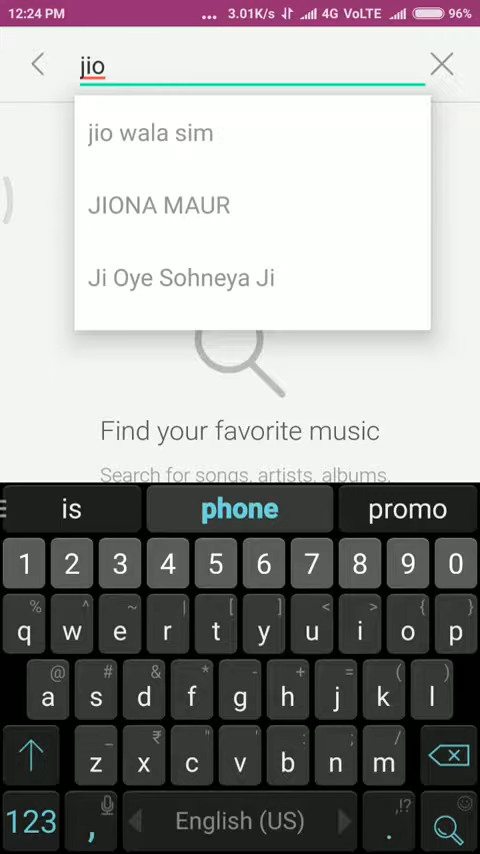 12:24 PM ... 3.01K/s 4G VoLTE 96%
jio
jio wala sim
JIONA MAUR
Ji Oye Sohneya Ji
Find your favorite music
Search for songs, artists, albums,
is phone promo
1 2 3 4 5 6 7 8 9 0
% ^ ~ | [ ] < > { }
q w e r t y u i o p
@ # & * - + = ( )
a s d f g h j k l
_ ₹ " ' : ; /
z x c v b n m
,!?
123 , English (US) .